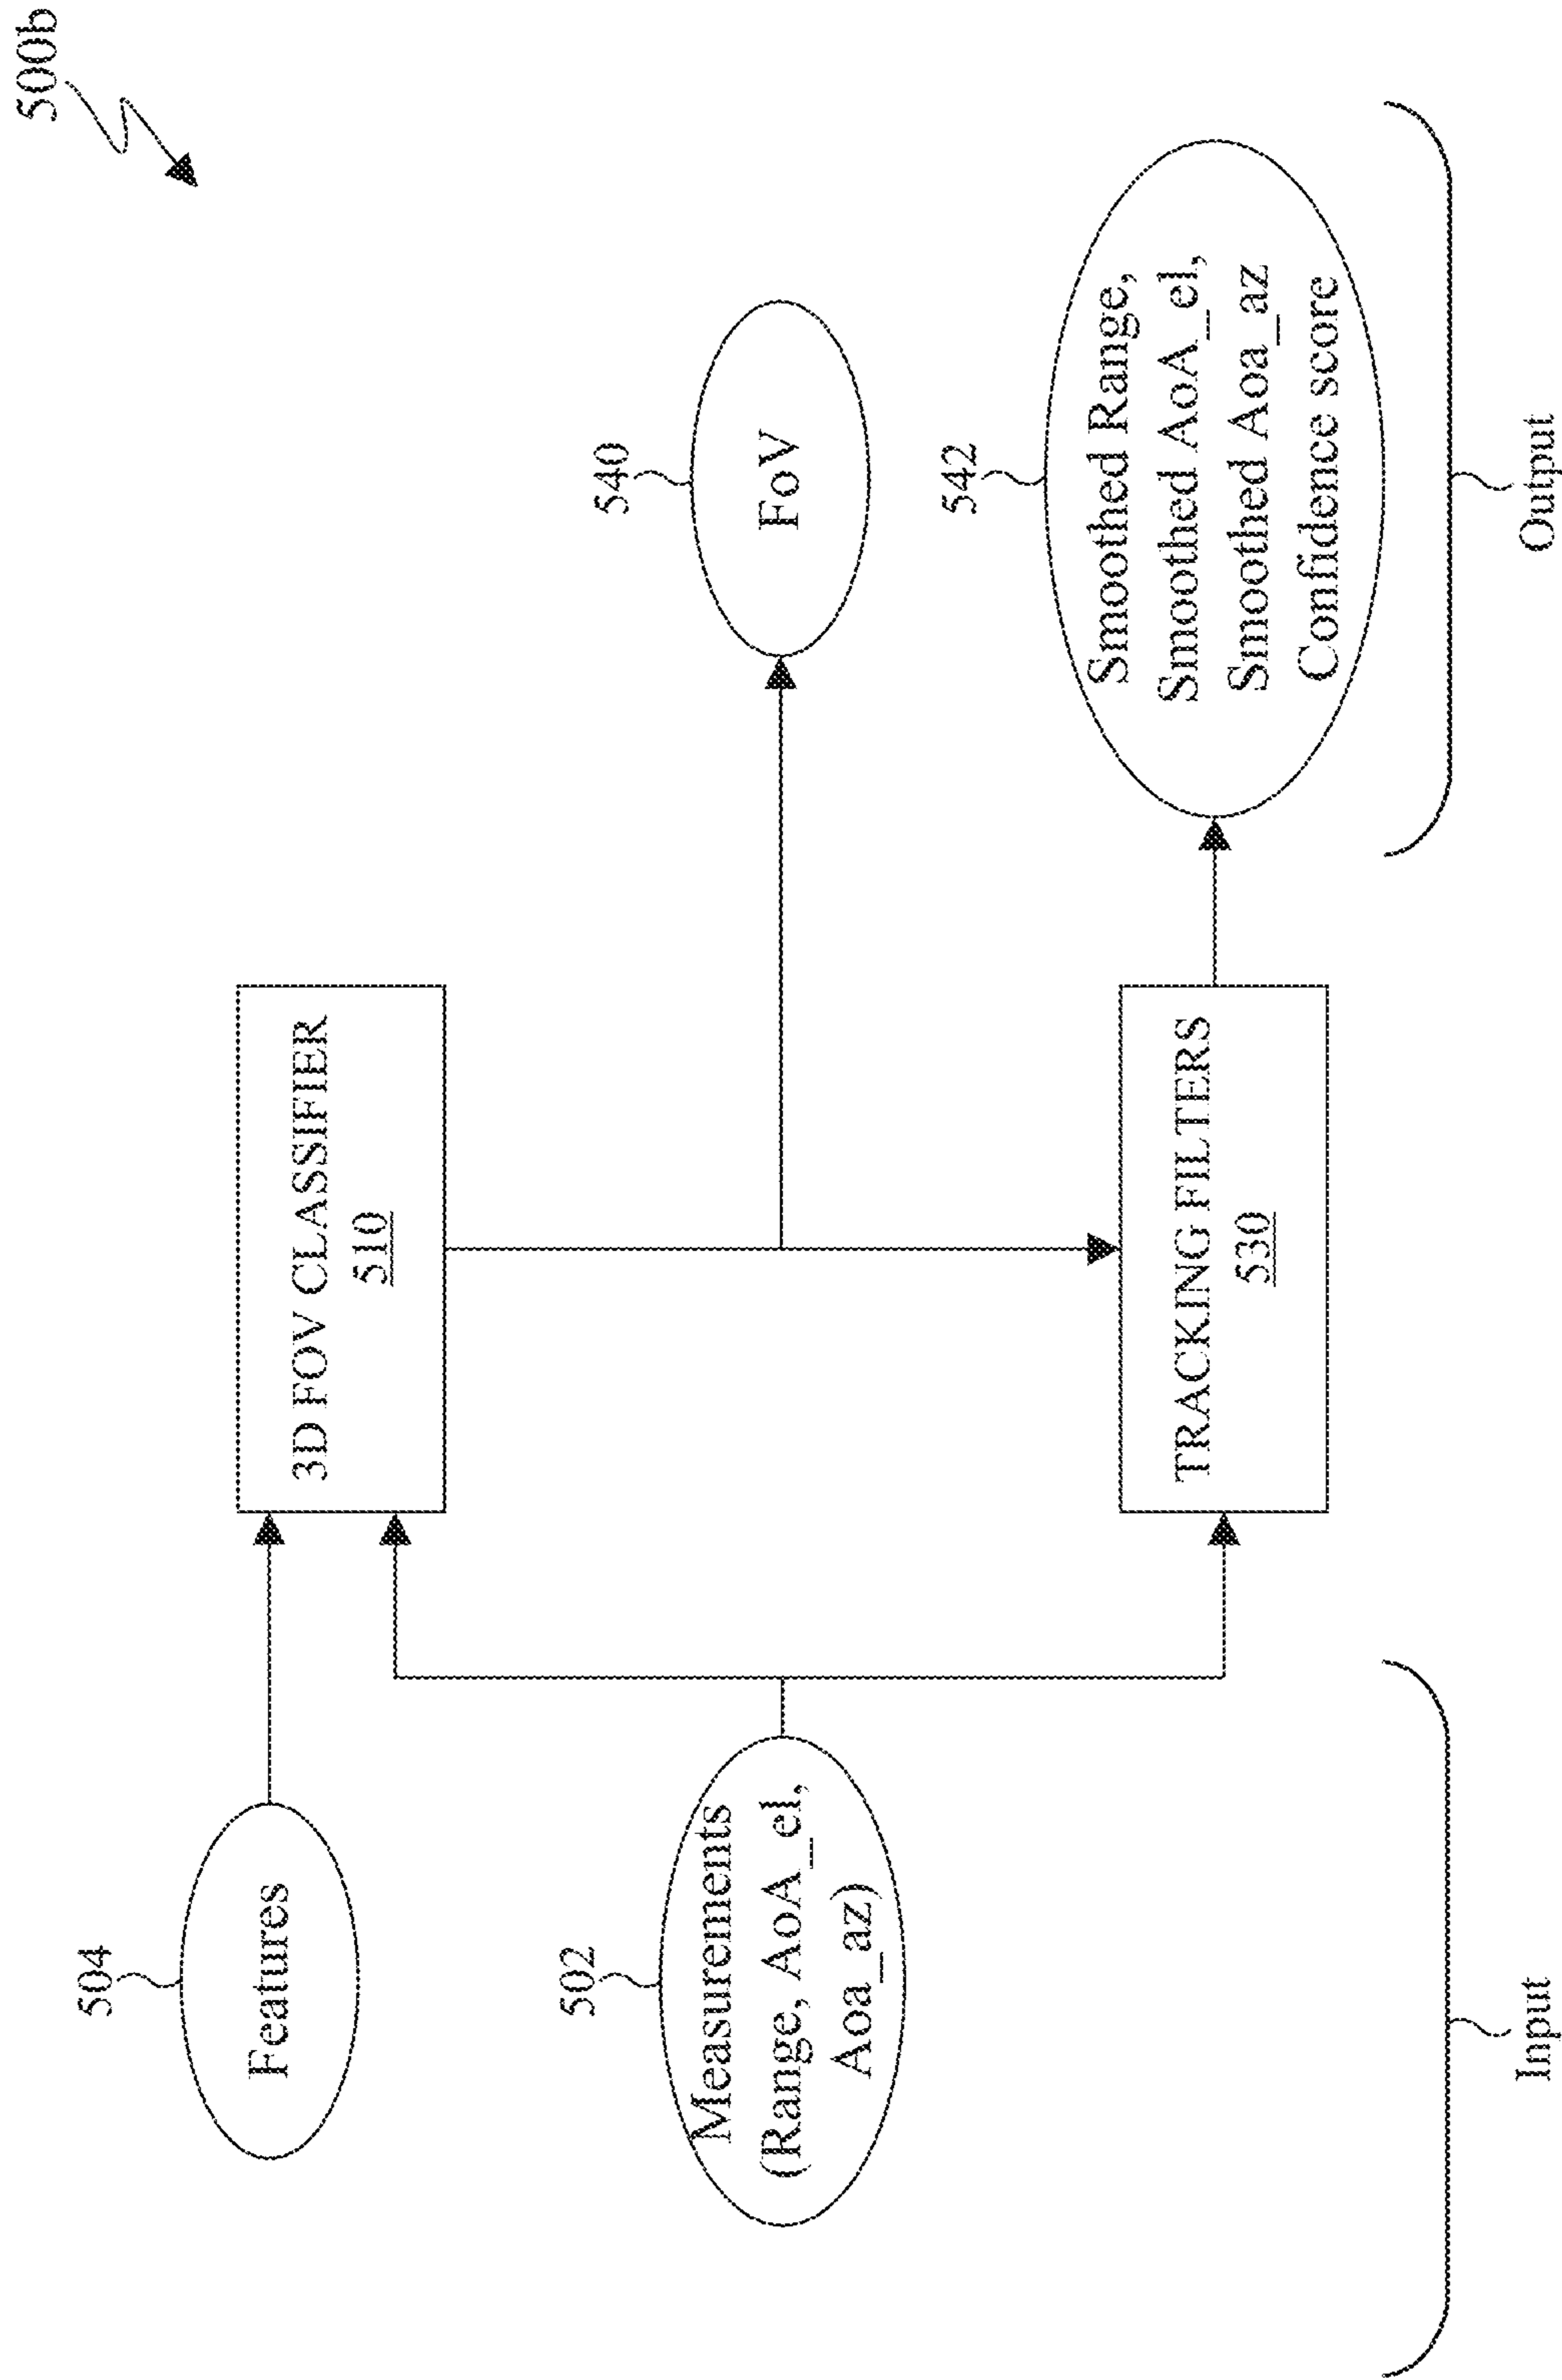 500b
504
Features
3D FOV CLASSIFIER
510
502
Measurements
(Range, AoA_el,
Aoa_az)
540
FoV
TRACKING FILTERS
530
542
Smoothed Range,
Smoothed AoA_el,
Smoothed Aoa_az
Confidence score
Input
Output